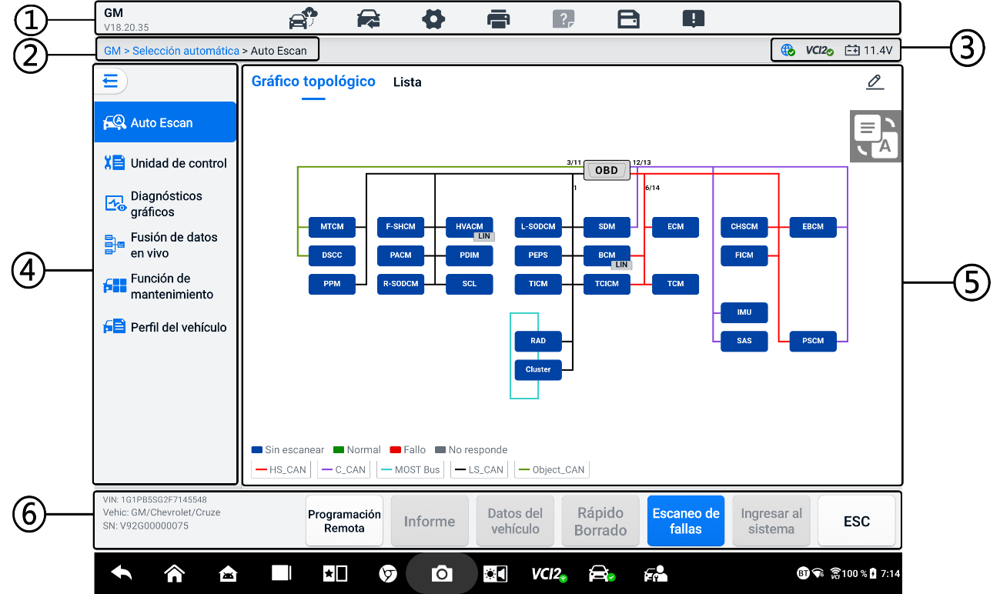 1
GM
V18.20.35
?
2
GM > Selección automática > Auto Escan
VCI2
11.4V
3
Gráfico topológico
Lista
A
Auto Escan
Unidad de control
Diagnósticos
gráficos
Fusión de datos
en vivo
Función de
mantenimiento
Perfil del vehículo
4
3/11
OBD
12/13
1
6/14
MTCM
F-SHCM
HVACM
LIN
L-SODCM
SDM
ECM
CHSCM
EBCM
DSCC
PACM
PDIM
PEPS
BCM
LIN
FICM
PPM
R-SODCM
SCL
TICM
TCICM
TCM
5
IMU
RAD
SAS
PSCM
Cluster
Sin escanear
Normal
Fallo
No responde
HS_CAN
C_CAN
MOST Bus
LS_CAN
Object_CAN
6
VIN: 1G1PB5SG2F7145548
Vehic: GM/Chevrolet/Cruze
SN: V92G00000075
Programación
Remota
Informe
Datos del
vehículo
Rápido
Borrado
Escaneo de
fallas
Ingresar al
sistema
ESC
VCI2
BT
6
VCI
100 %
7:14